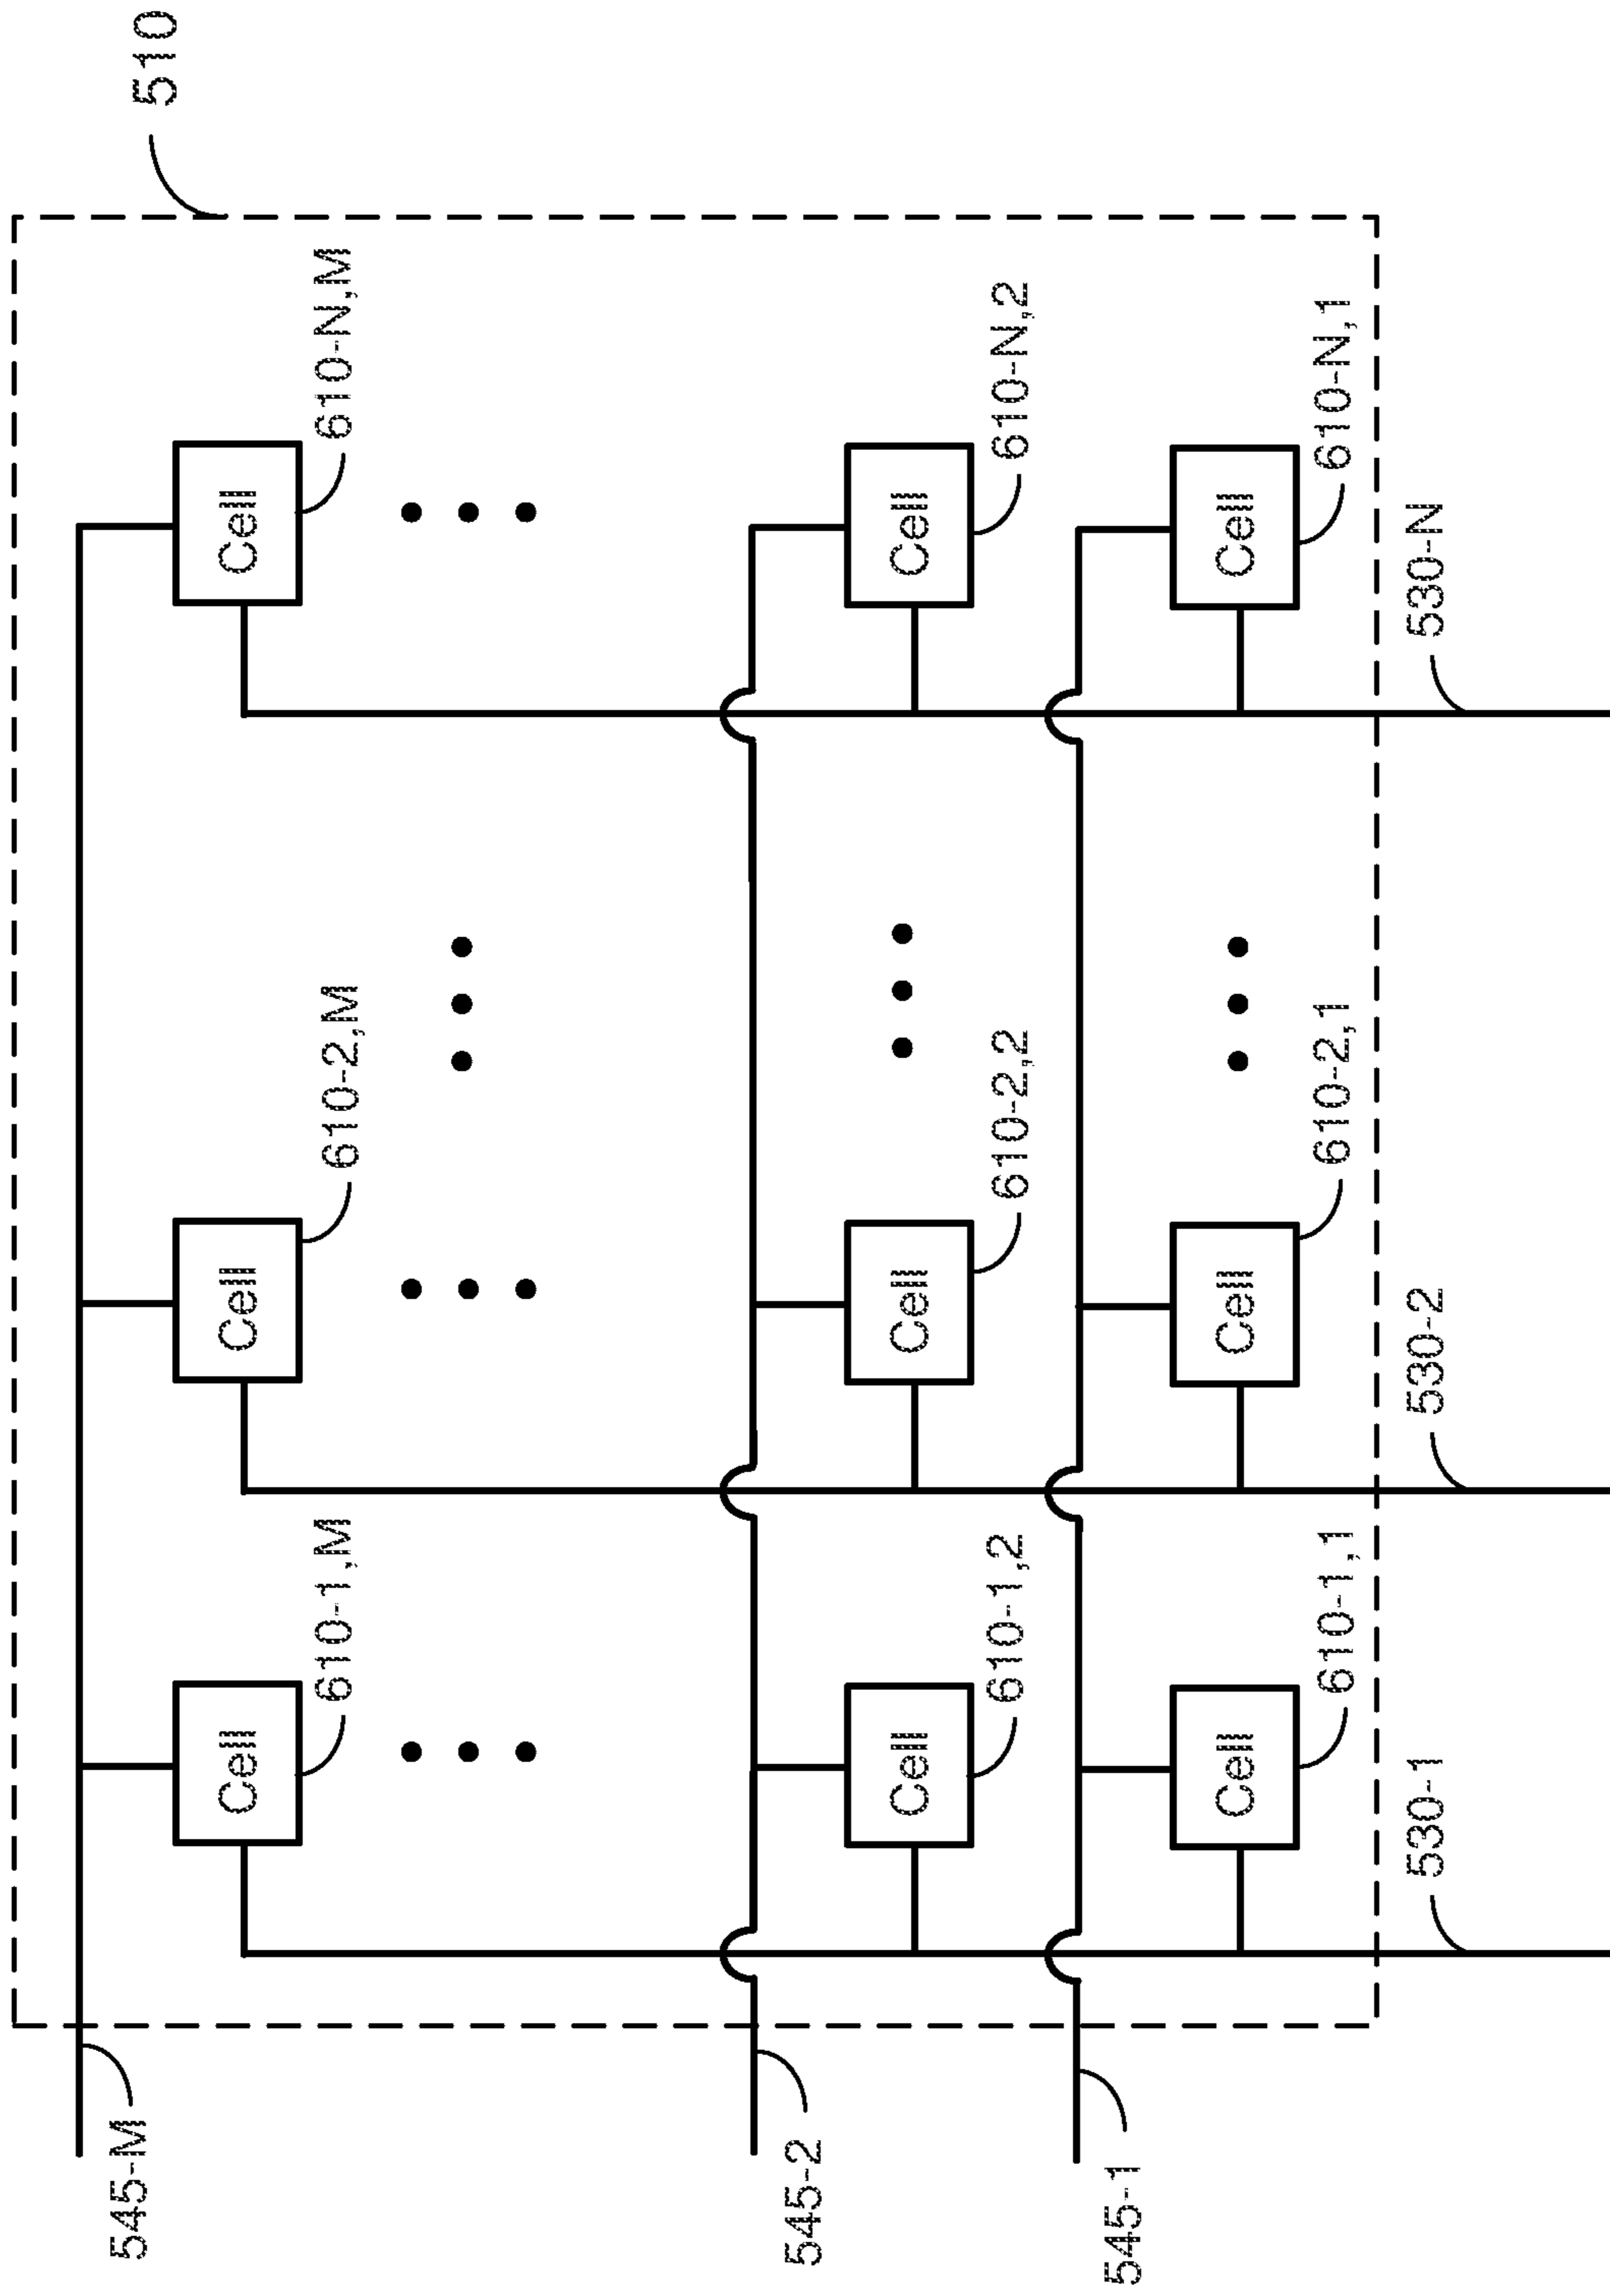 545-M
510
Cell
Cell
Cell
610-1,M
610-2,M
610-N,M
545-2
Cell
Cell
Cell
610-1,2
610-2,2
610-N,2
545-1
Cell
Cell
Cell
610-1,1
610-2,1
610-N,1
530-1
530-2
530-N